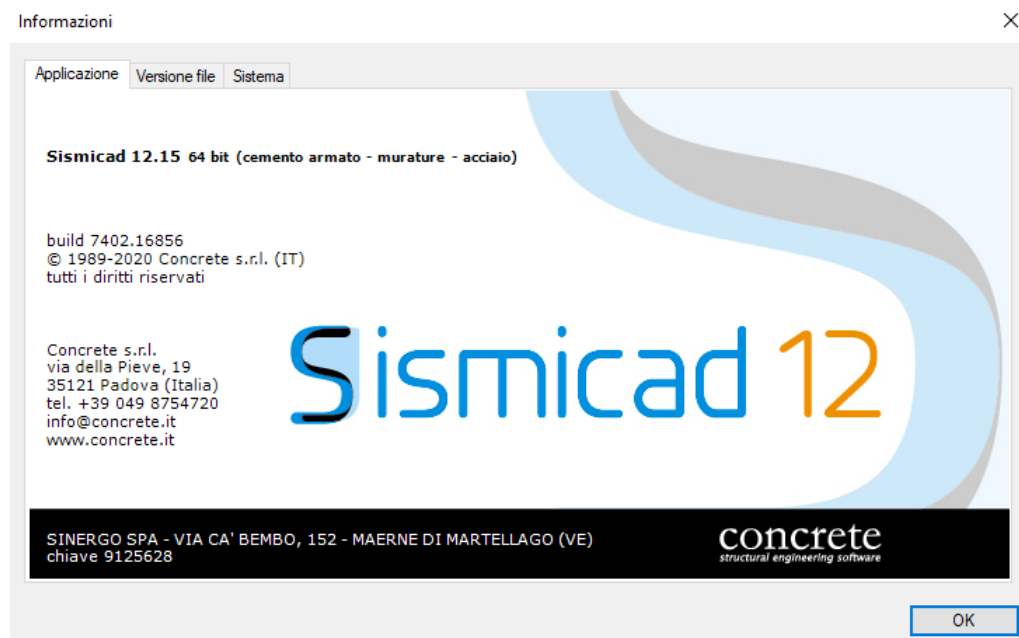 Informazioni
Applicazione Versione file Sistema
Sismicad 12.15 64 bit (cemento armato - murature - acciaio)
build 7402.16856
© 1989-2020 Concrete s.r.l. (IT)
tutti i diritti riservati
Concrete s.r.l.
via della Pieve, 19
35121 Padova (Italia)
tel. +39 049 8754720
info@concrete.it
www.concrete.it
Sismicad 12
SINERGO SPA - VIA CA' BEMBO, 152 - MAERNE DI MARTELLAGO (VE)
chiave 9125628
concrete
structural engineering software
OK